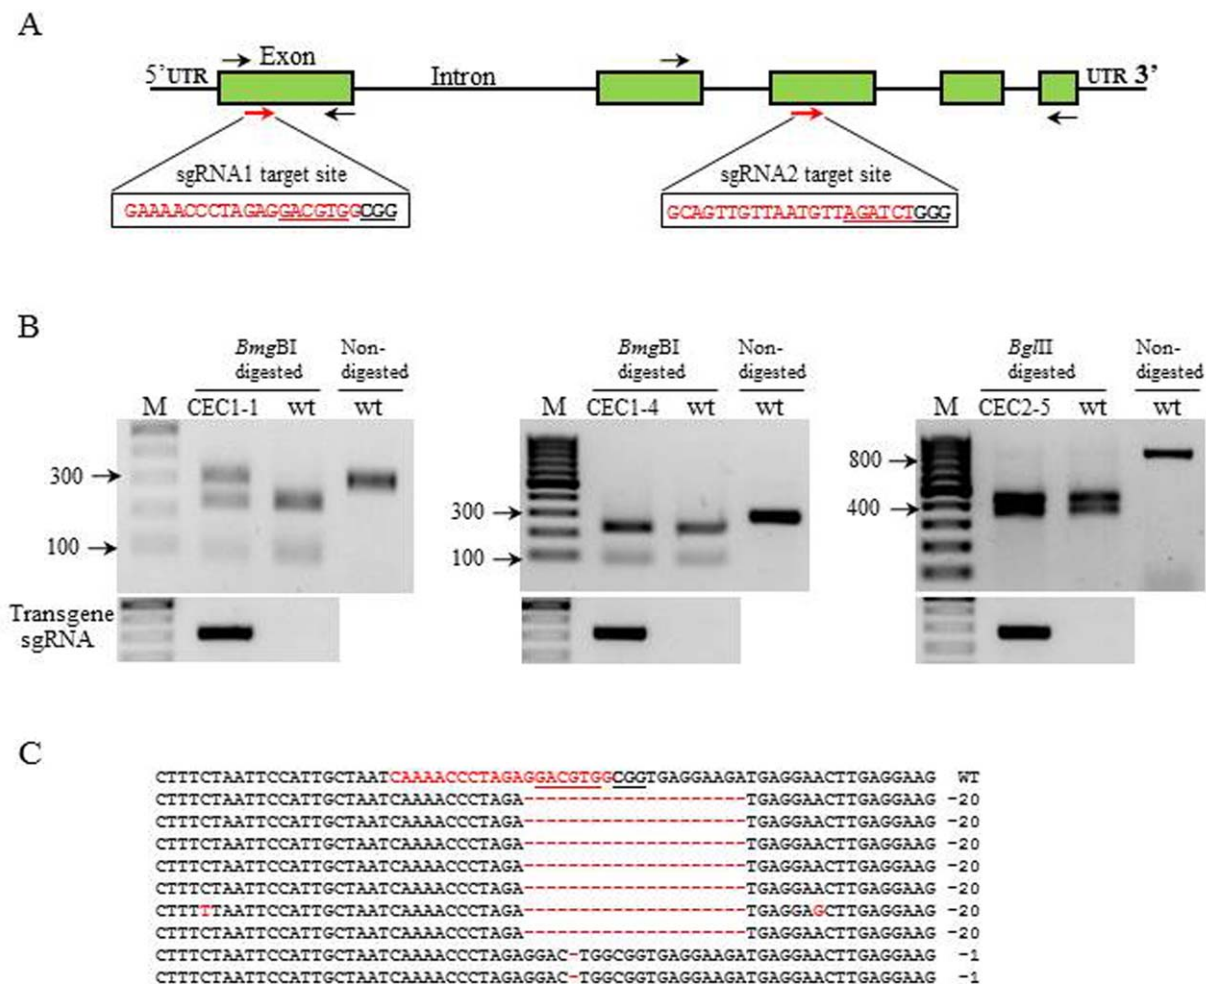 A
5'UTR Exon Intron UTR 3'
sgRNA1 target site
GAAAACCCTAGAGGACGTGGCGG
sgRNA2 target site
GCAGTTGTTAATGTTAGATCTGGG
B
BmgBI digested
Non-digested
M CEC1-1 wt wt
300
100
BmgBI digested
Non-digested
M CEC1-4 wt wt
300
100
BglII digested
Non-digested
M CEC2-5 wt wt
800
400
Transgene
sgRNA
C
CTTTCTAATTCCATTGCTAATCAAAACCCTAGAGGACGTGGCGGTGAGGAAGATGAGGAACTTGAGGAAG WT
CTTTCTAATTCCATTGCTAATCAAAACCCTAGA--------------------TGAGGAACTTGAGGAAG -20
CTTTCTAATTCCATTGCTAATCAAAACCCTAGA--------------------TGAGGAACTTGAGGAAG -20
CTTTCTAATTCCATTGCTAATCAAAACCCTAGA--------------------TGAGGAACTTGAGGAAG -20
CTTTCTAATTCCATTGCTAATCAAAACCCTAGA--------------------TGAGGAACTTGAGGAAG -20
CTTTCTAATTCCATTGCTAATCAAAACCCTAGA--------------------TGAGGAACTTGAGGAAG -20
CTTTTTAATTCCATTGCTAATCAAAACCCTAGA--------------------TGAGGAGCTTGAGGAAG -20
CTTTCTAATTCCATTGCTAATCAAAACCCTAGA--------------------TGAGGAACTTGAGGAAG -20
CTTTCTAATTCCATTGCTAATCAAAACCCTAGAGGAC-TGGCGGTGAGGAAGATGAGGAACTTGAGGAAG -1
CTTTCTAATTCCATTGCTAATCAAAACCCTAGAGGAC-TGGCGGTGAGGAAGATGAGGAACTTGAGGAAG -1